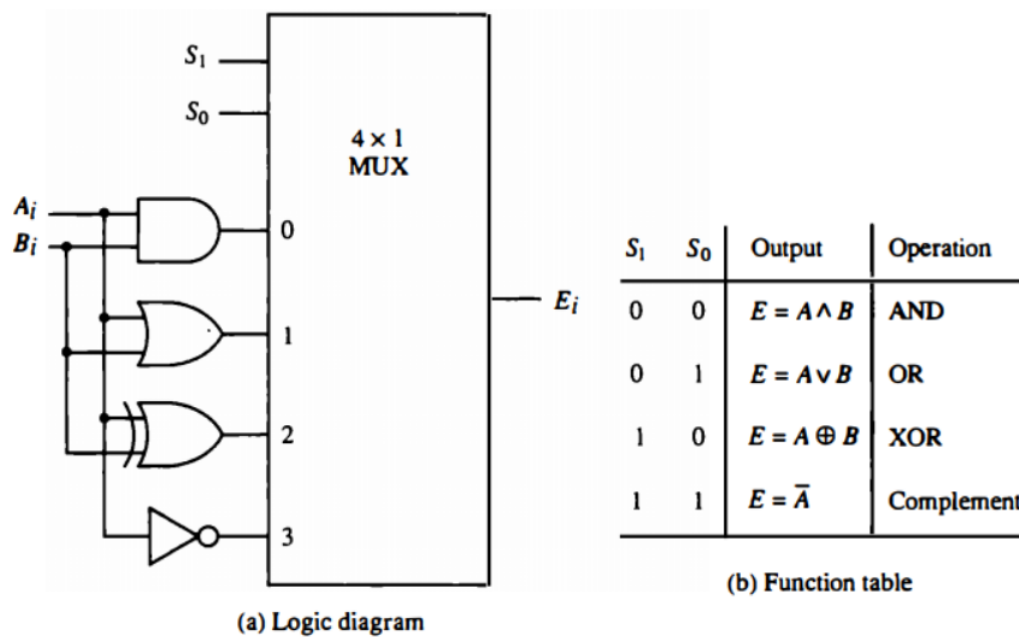 S₁
S₀
4 × 1
MUX
Aᵢ
Bᵢ
0
1
2
3
Eᵢ
(a) Logic diagram
S₁ S₀ Output Operation
0 0 E = A ∧ B AND
0 1 E = A ∨ B OR
1 0 E = A ⊕ B XOR
1 1 E = A̅ Complement
(b) Function table